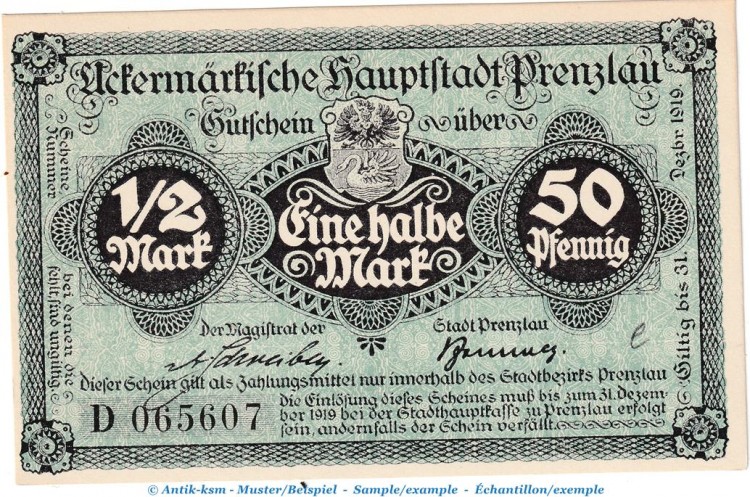 Uckermärkische Hauptstadt Prenzlau
Gutschein über
1/2
Mark
Eine halbe
Mark
50
Pfennig
Scheine
Nummer
bei denen die
fehlt, sind ungültig
Giltig bis 31. Dezbr. 1919.
Der Magistrat der Stadt Prenzlau
Dieser Schein gilt als Zahlungsmittel nur innerhalb des Stadtbezirks Prenzlau
D 065607
Die Einlösung dieses Scheines muß bis zum 31. Dezem-
ber 1919 bei der Stadthauptkasse zu Prenzlau erfolgt
sein, andernfalls der Schein verfällt.
© Antik-ksm - Muster/Beispiel - Sample/example - Échantillon/exemple